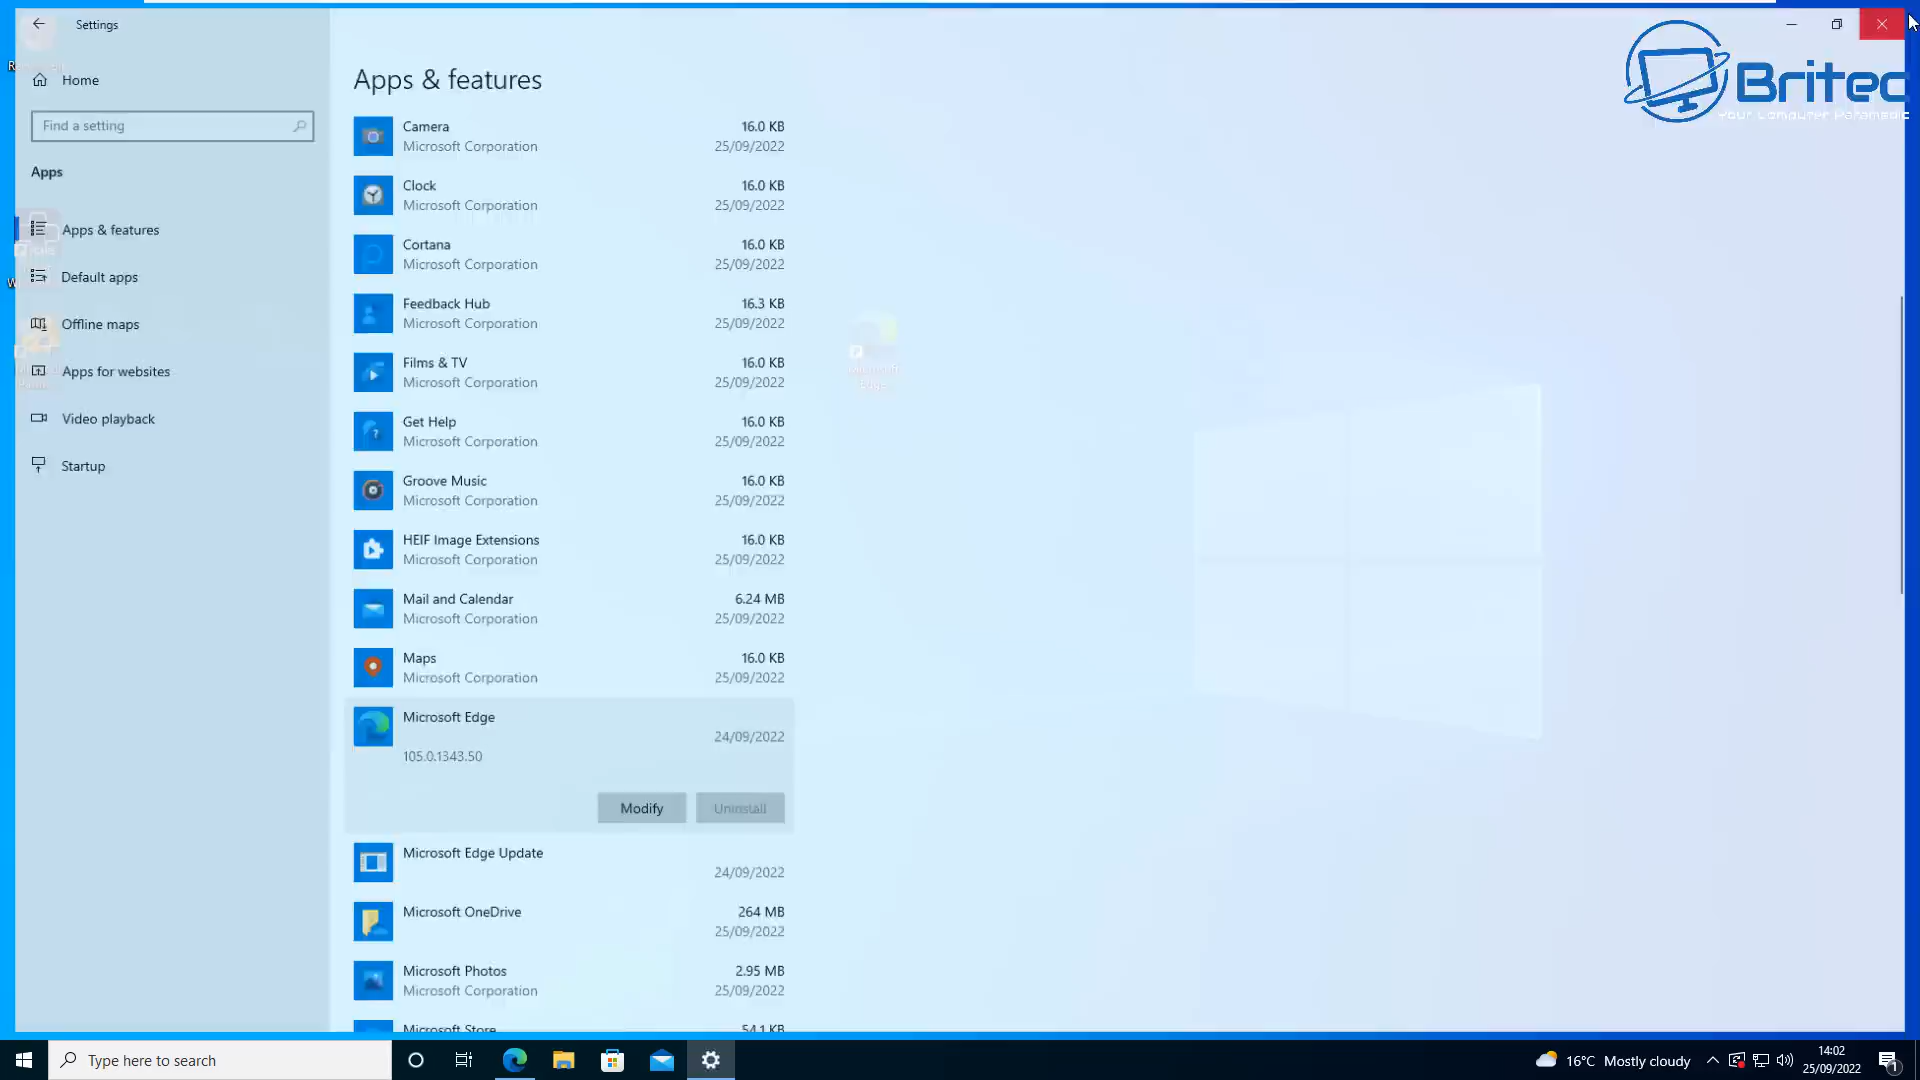 Settings
Home
Find a setting
Apps
Apps & features
Default apps
Offline maps
Apps for websites
Video playback
Startup
Apps & features
Camera 16.0 KB
Microsoft Corporation 25/09/2022
Clock 16.0 KB
Microsoft Corporation 25/09/2022
Cortana 16.0 KB
Microsoft Corporation 25/09/2022
Feedback Hub 16.3 KB
Microsoft Corporation 25/09/2022
Films & TV 16.0 KB
Microsoft Corporation 25/09/2022
Get Help 16.0 KB
Microsoft Corporation 25/09/2022
Groove Music 16.0 KB
Microsoft Corporation 25/09/2022
HEIF Image Extensions 16.0 KB
Microsoft Corporation 25/09/2022
Mail and Calendar 6.24 MB
Microsoft Corporation 25/09/2022
Maps 16.0 KB
Microsoft Corporation 25/09/2022
Microsoft Edge
24/09/2022
105.0.1343.50
Modify Uninstall
Microsoft Edge Update
24/09/2022
Microsoft OneDrive 264 MB
25/09/2022
Microsoft Photos 2.95 MB
Microsoft Corporation 25/09/2022
Microsoft Store 54.1 KB
Microsoft
Edge
Britec
Your Computer Paramedic
Type here to search
16°C Mostly cloudy
14:02
25/09/2022
1